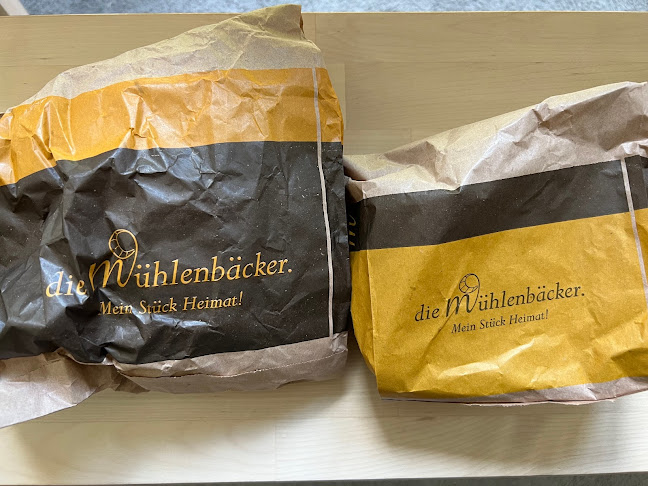 die Mühlenbäcker.
Mein Stück Heimat!
die Mühlenbäcker.
Mein Stück Heimat!